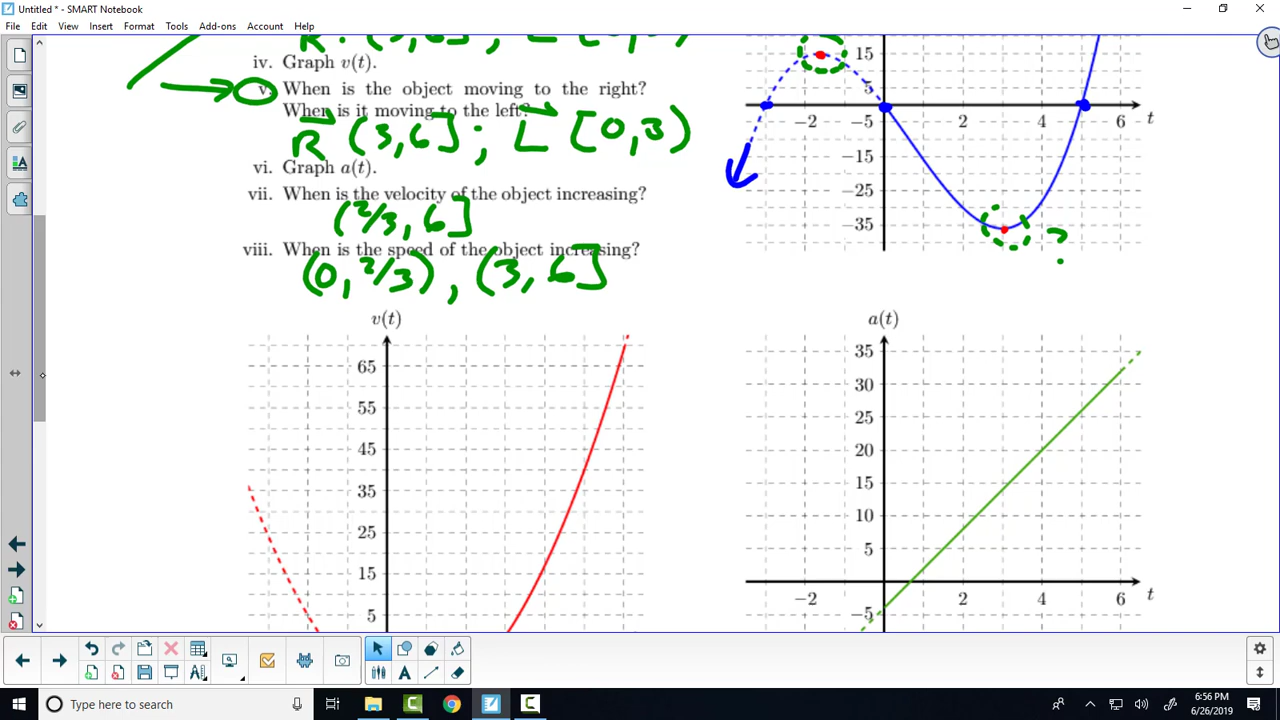 Untitled * - SMART Notebook
File Edit View Insert Format Tools Add-ons Account Help
iv. Graph v(t).
v. When is the object moving to the right?
When is it moving to the left?
R (3,6] ; L [0,3)
vi. Graph a(t).
vii. When is the velocity of the object increasing?
(2/3, 6]
viii. When is the speed of the object increasing?
(0, 2/3), (3, 6]
15
5
-2 2 4 6 t
−5
−15
−25
−35
?
v(t)
65
55
45
35
25
15
5
a(t)
35
30
25
20
15
10
5
−2 2 4 6 t
−5
Type here to search
6:56 PM
6/26/2019